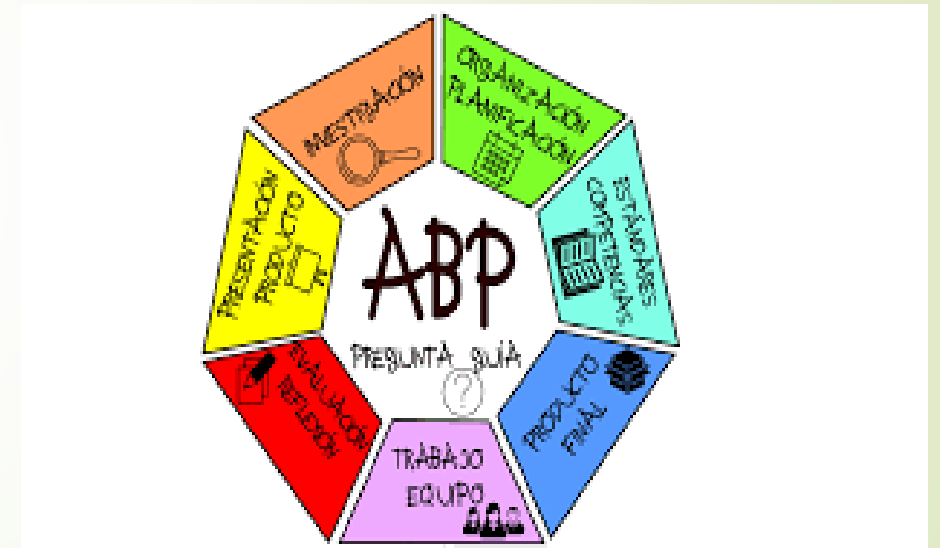 INVESTIGACIÓN
ORGANIZACIÓN
PLANIFICACIÓN
ESTÁNDARES
COMPETENCIAS
PRODUCTO
FINAL
TRABAJO
EQUIPO
EVALUACIÓN
REFLEXIÓN
PRESENTACIÓN
PRODUCTO
ABP
PREGUNTA GUÍA
?